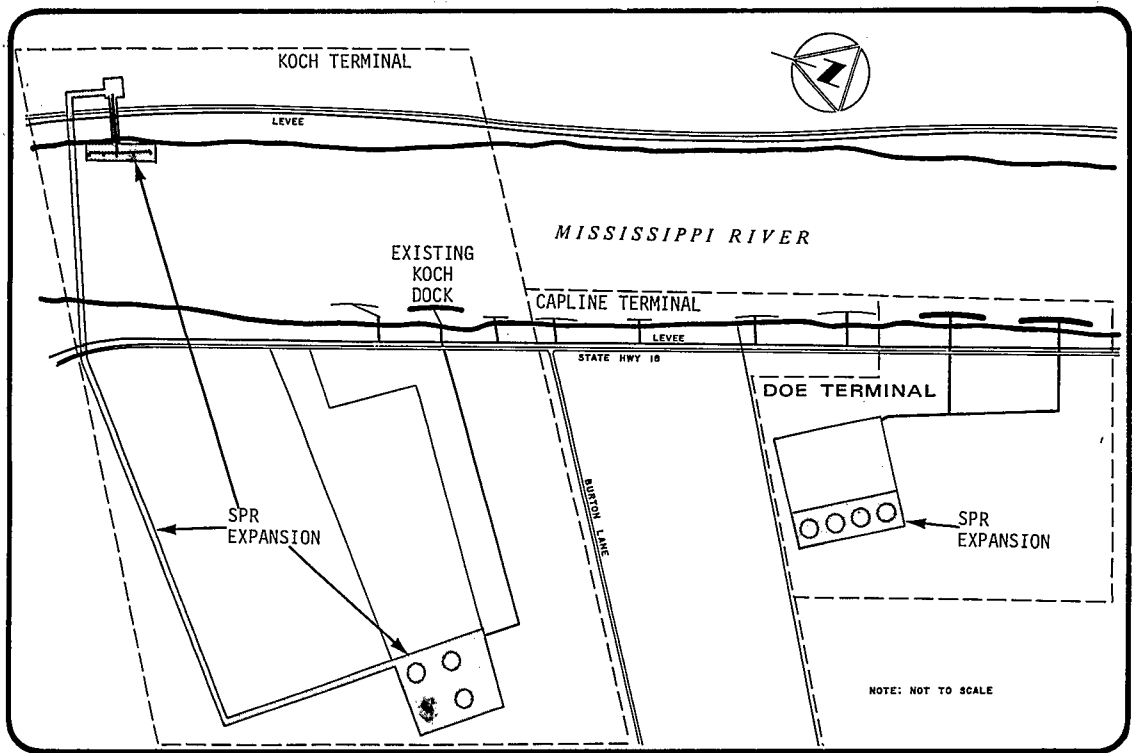 KOCH TERMINAL
LEVEE
MISSISSIPPI RIVER
EXISTING
KOCH
DOCK
CAPLINE TERMINAL
LEVEE
STATE HWY 18
DOE TERMINAL
BURTON LANE
SPR
EXPANSION
SPR
EXPANSION
NOTE: NOT TO SCALE